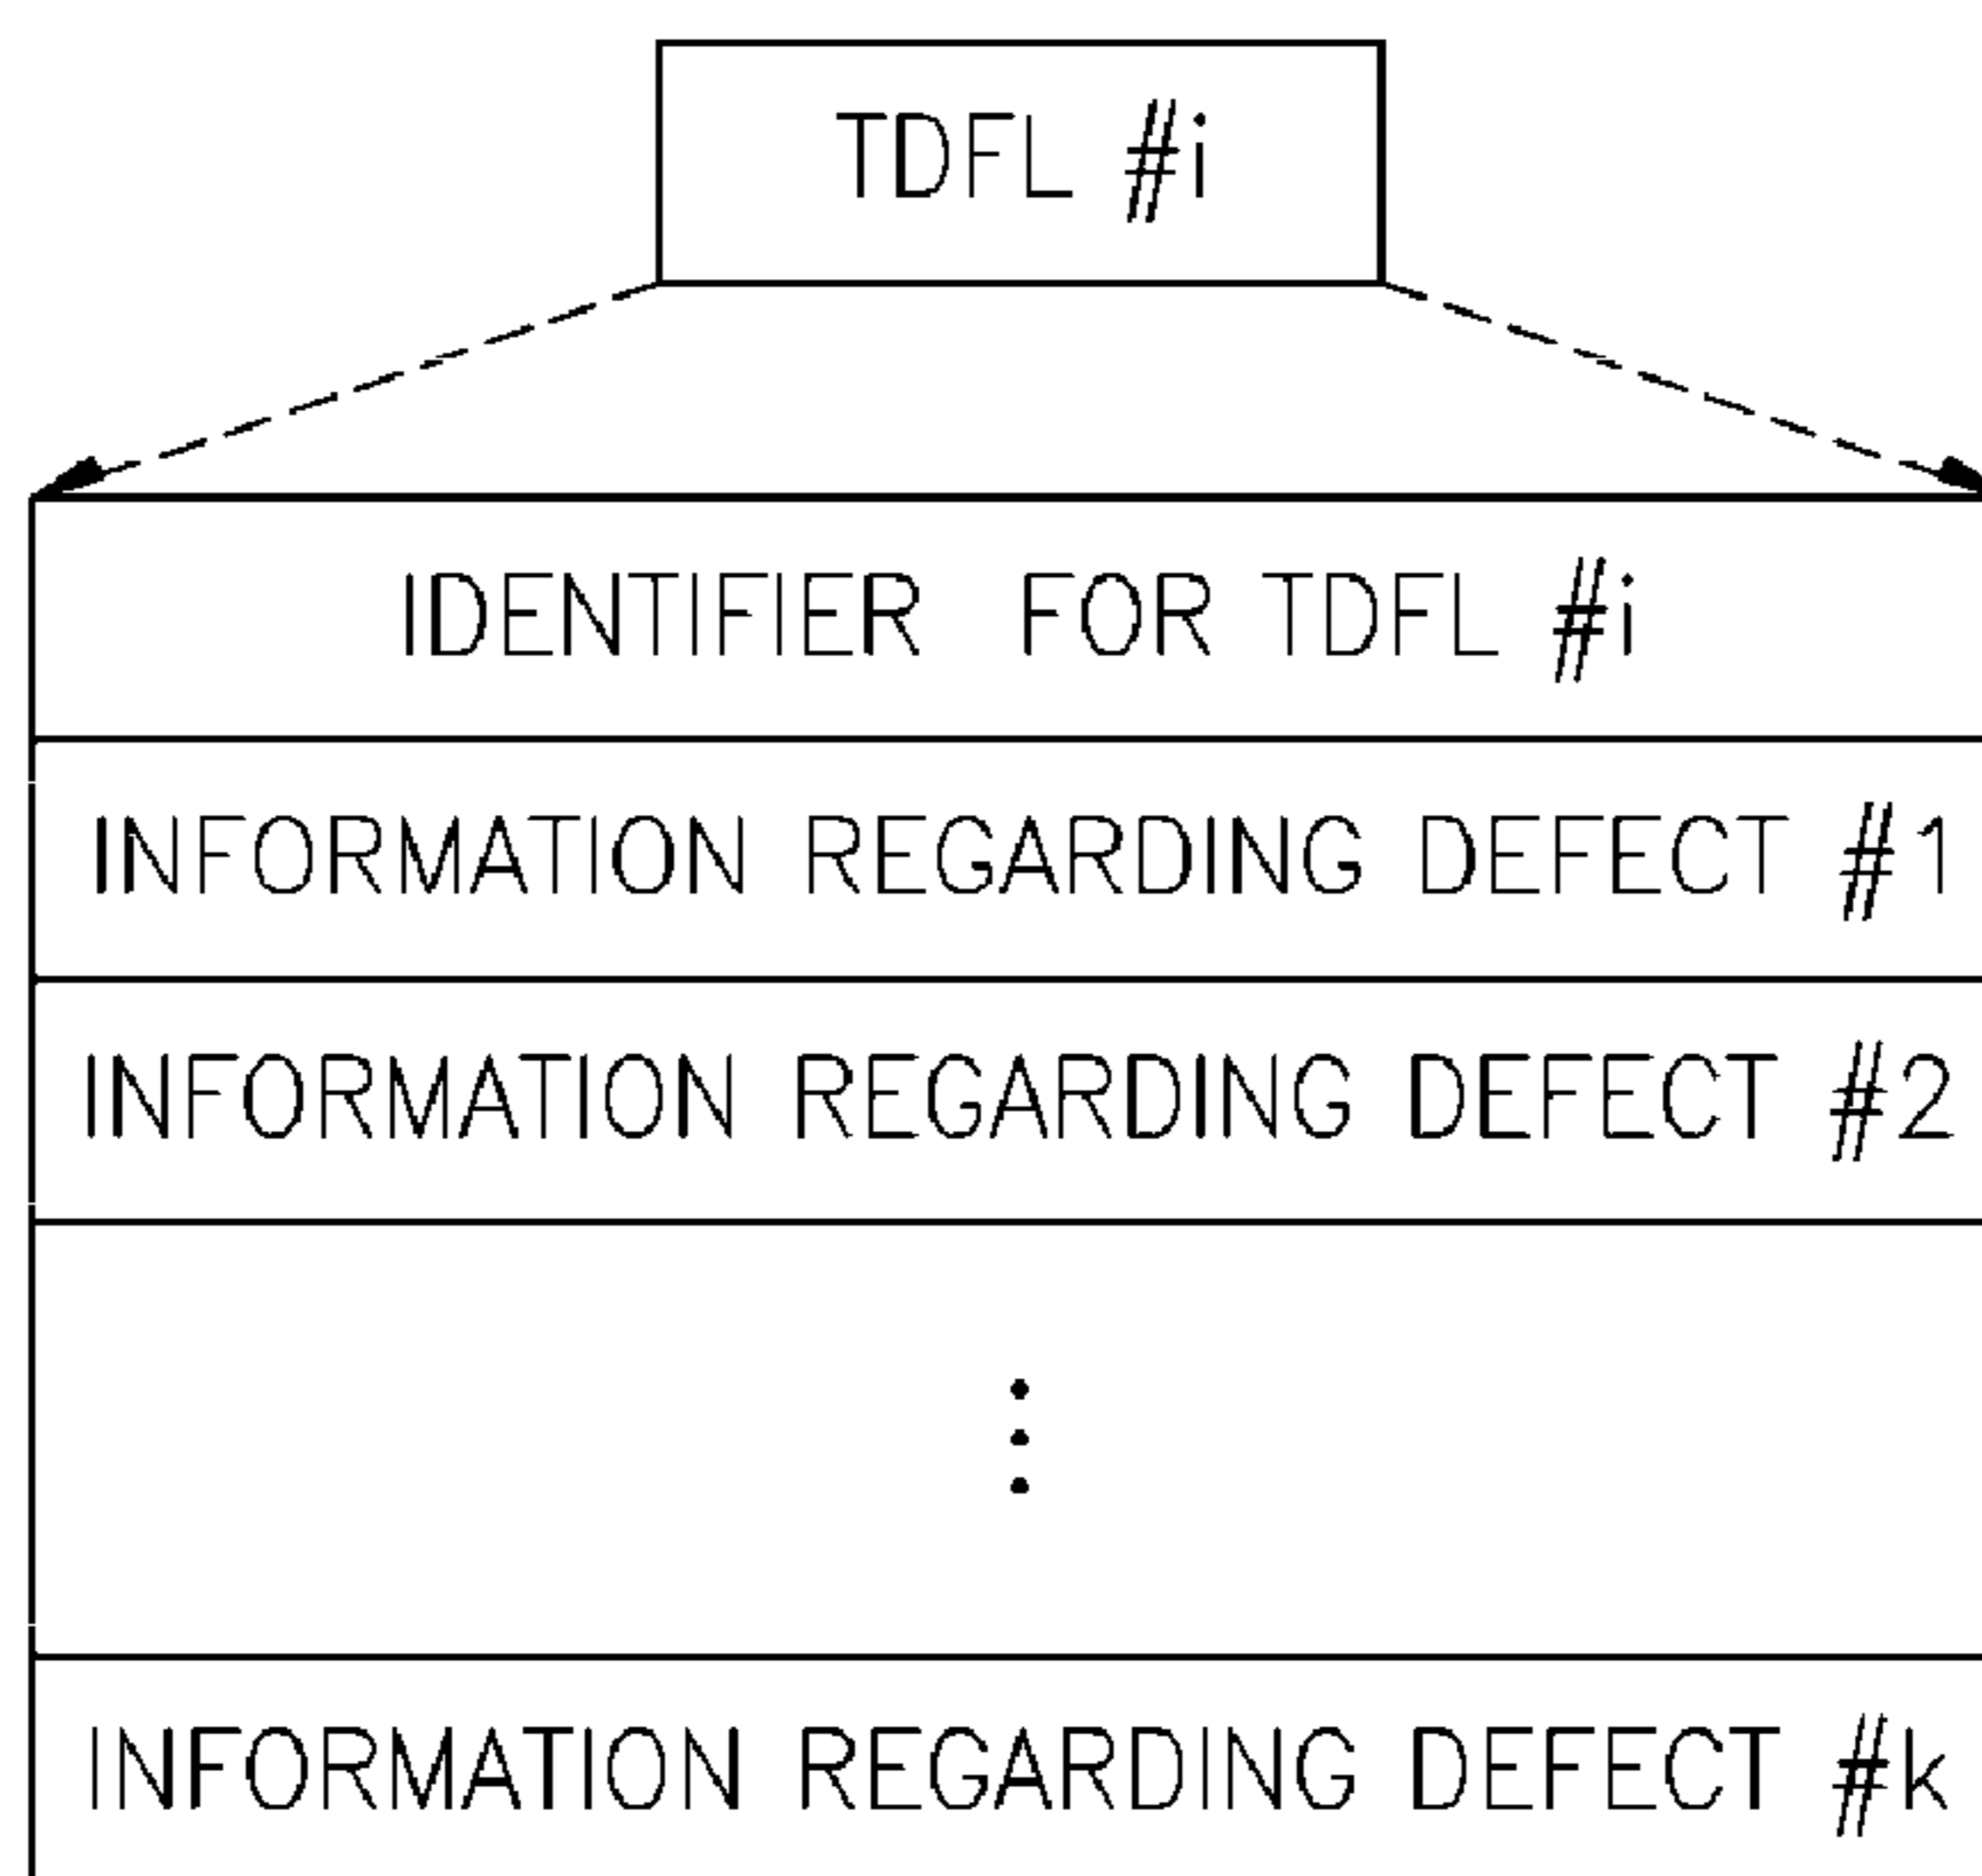 TDFL #i
IDENTIFIER FOR TDFL #i
INFORMATION REGARDING DEFECT #1
INFORMATION REGARDING DEFECT #2
INFORMATION REGARDING DEFECT #k